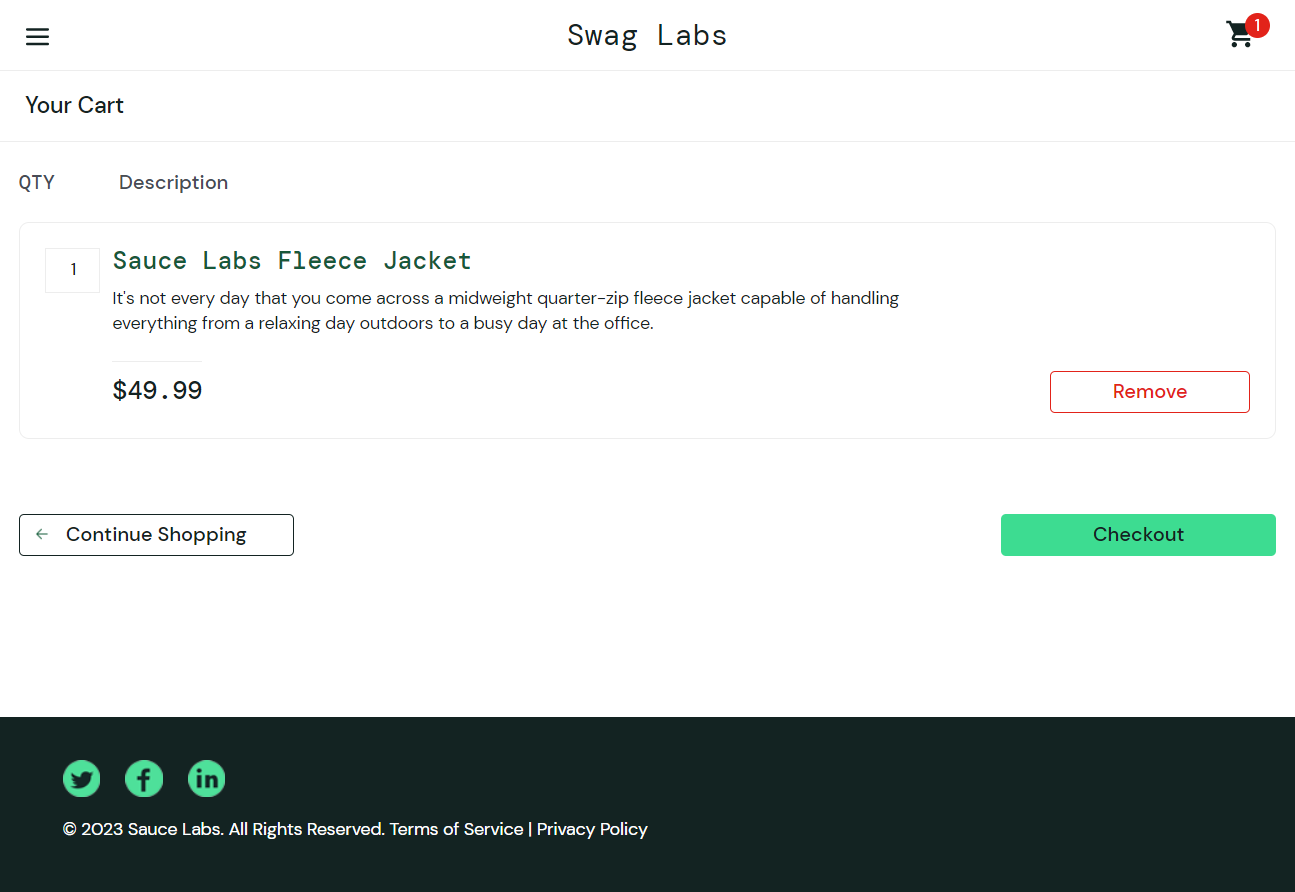 Swag Labs
1
Your Cart
QTY Description
1
Sauce Labs Fleece Jacket
It's not every day that you come across a midweight quarter-zip fleece jacket capable of handling
everything from a relaxing day outdoors to a busy day at the office.
$49.99
Remove
Continue Shopping
Checkout
© 2023 Sauce Labs. All Rights Reserved. Terms of Service | Privacy Policy